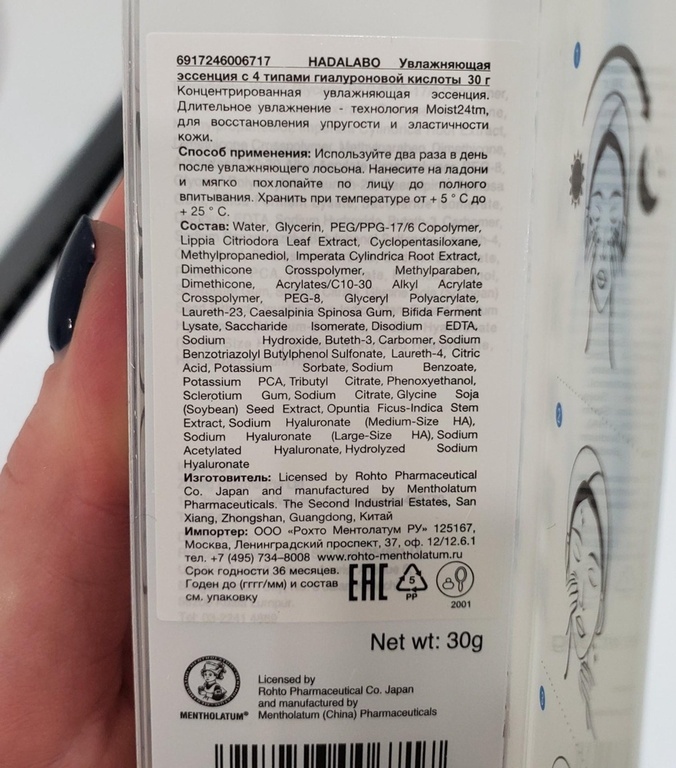 6917246006717 HADALABO Увлажняющая
эссенция с 4 типами гиалуроновой кислоты 30 г
Концентрированная увлажняющая эссенция.
Длительное увлажнение - технология Moist24tm,
для восстановления упругости и эластичности
кожи.
Способ применения: Используйте два раза в день
после увлажняющего лосьона. Нанесите на ладони
и мягко похлопайте по лицу до полного
впитывания. Хранить при температуре от + 5 ° С до
+ 25 ° С.
Состав: Water, Glycerin, PEG/PPG-17/6 Copolymer,
Lippia Citriodora Leaf Extract, Cyclopentasiloxane,
Methylpropanediol, Imperata Cylindrica Root Extract,
Dimethicone Crosspolymer, Methylparaben,
Dimethicone, Acrylates/C10-30 Alkyl Acrylate
Crosspolymer, PEG-8, Glyceryl Polyacrylate,
Laureth-23, Caesalpinia Spinosa Gum, Bifida Ferment
Lysate, Saccharide Isomerate, Disodium EDTA,
Sodium Hydroxide, Buteth-3, Carbomer, Sodium
Benzotriazolyl Butylphenol Sulfonate, Laureth-4, Citric
Acid, Potassium Sorbate, Sodium Benzoate,
Potassium PCA, Tributyl Citrate, Phenoxyethanol,
Sclerotium Gum, Sodium Citrate, Glycine Soja
(Soybean) Seed Extract, Opuntia Ficus-Indica Stem
Extract, Sodium Hyaluronate (Medium-Size HA),
Sodium Hyaluronate (Large-Size HA), Sodium
Acetylated Hyaluronate, Hydrolyzed Sodium
Hyaluronate
Изготовитель: Licensed by Rohto Pharmaceutical
Co. Japan and manufactured by Mentholatum
Pharmaceuticals. The Second Industrial Estates, San
Xiang, Zhongshan, Guangdong, Китай
Импортер: ООО «Рохто Ментолатум РУ» 125167,
Москва, Ленинградский проспект, 37, оф. 12/12.6.1
тел. +7 (495) 734–8008 www.rohto-mentholatum.ru
Срок годности 36 месяцев.
Годен до (гггг/мм) и состав
см. упаковку
EAC
5
PP
2001
Net wt: 30g
MENTHOLATUM®
Licensed by
Rohto Pharmaceutical Co. Japan
and manufactured by
Mentholatum (China) Pharmaceuticals
1
2
3